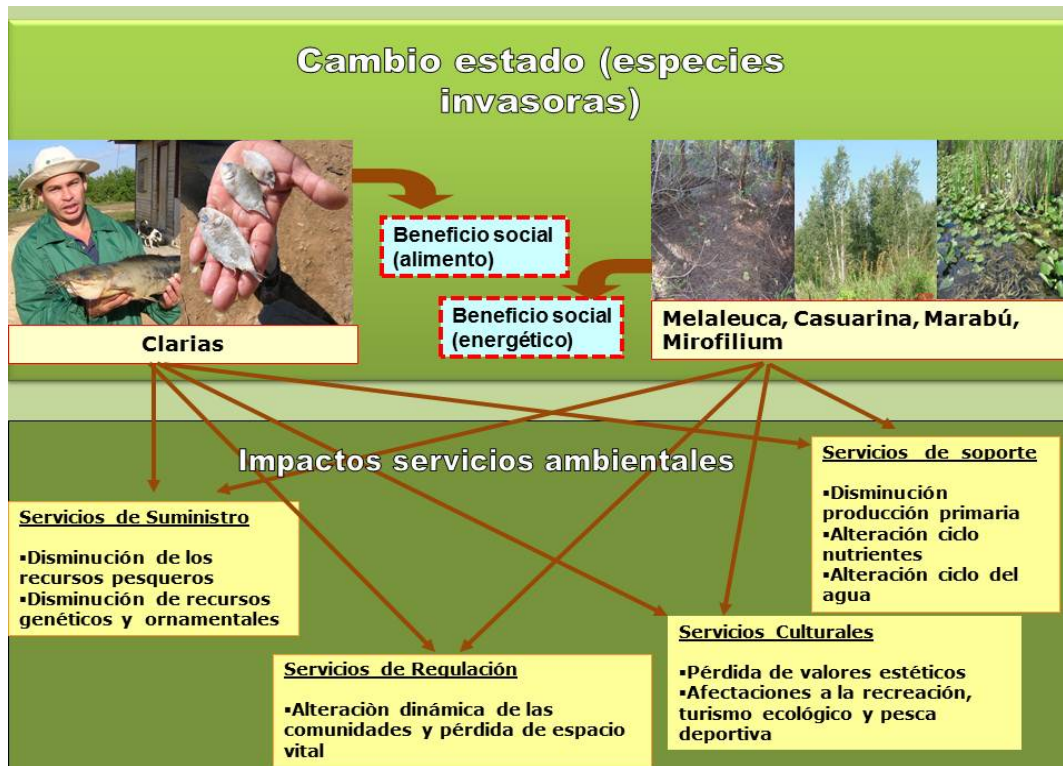 Cambio estado (especies
invasoras)
Beneficio social
(alimento)
Beneficio social
(energético)
Clarias
Melaleuca, Casuarina, Marabú,
Mirofilium
Impactos servicios ambientales
Servicios de soporte
▪Disminución
producción primaria
▪Alteración ciclo
nutrientes
▪Alteración ciclo del
agua
Servicios de Suministro
▪Disminución de los
recursos pesqueros
▪Disminución de recursos
genéticos y ornamentales
Servicios Culturales
▪Pérdida de valores estéticos
▪Afectaciones a la recreación,
turismo ecológico y pesca
deportiva
Servicios de Regulación
▪Alteraciòn dinámica de las
comunidades y pérdida de espacio
vital